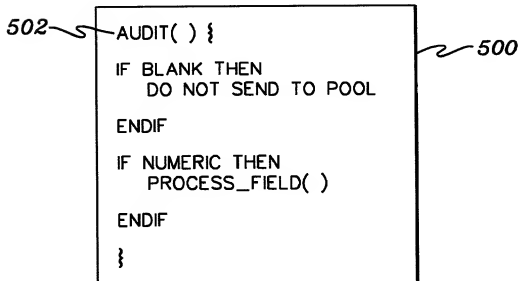 502
AUDIT( ) {
500
IF BLANK THEN
DO NOT SEND TO POOL
ENDIF
IF NUMERIC THEN
PROCESS_FIELD( )
ENDIF
}